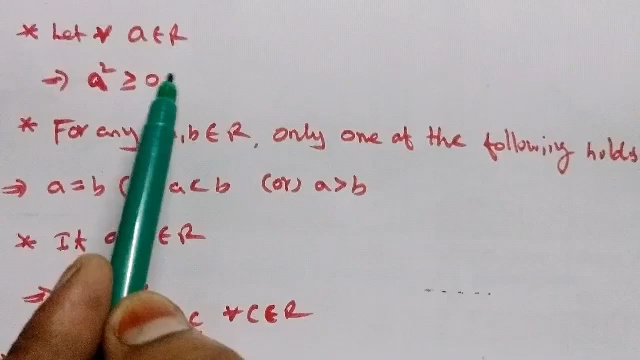 * Let ∀ a ∈ R
⇒ a² ≥ 0
* For any , b ∈ R, only one of the following holds
⇒ a = b ( a < b (or) a > b
* If ∈ R
⇒ c ∀ c ∈ R